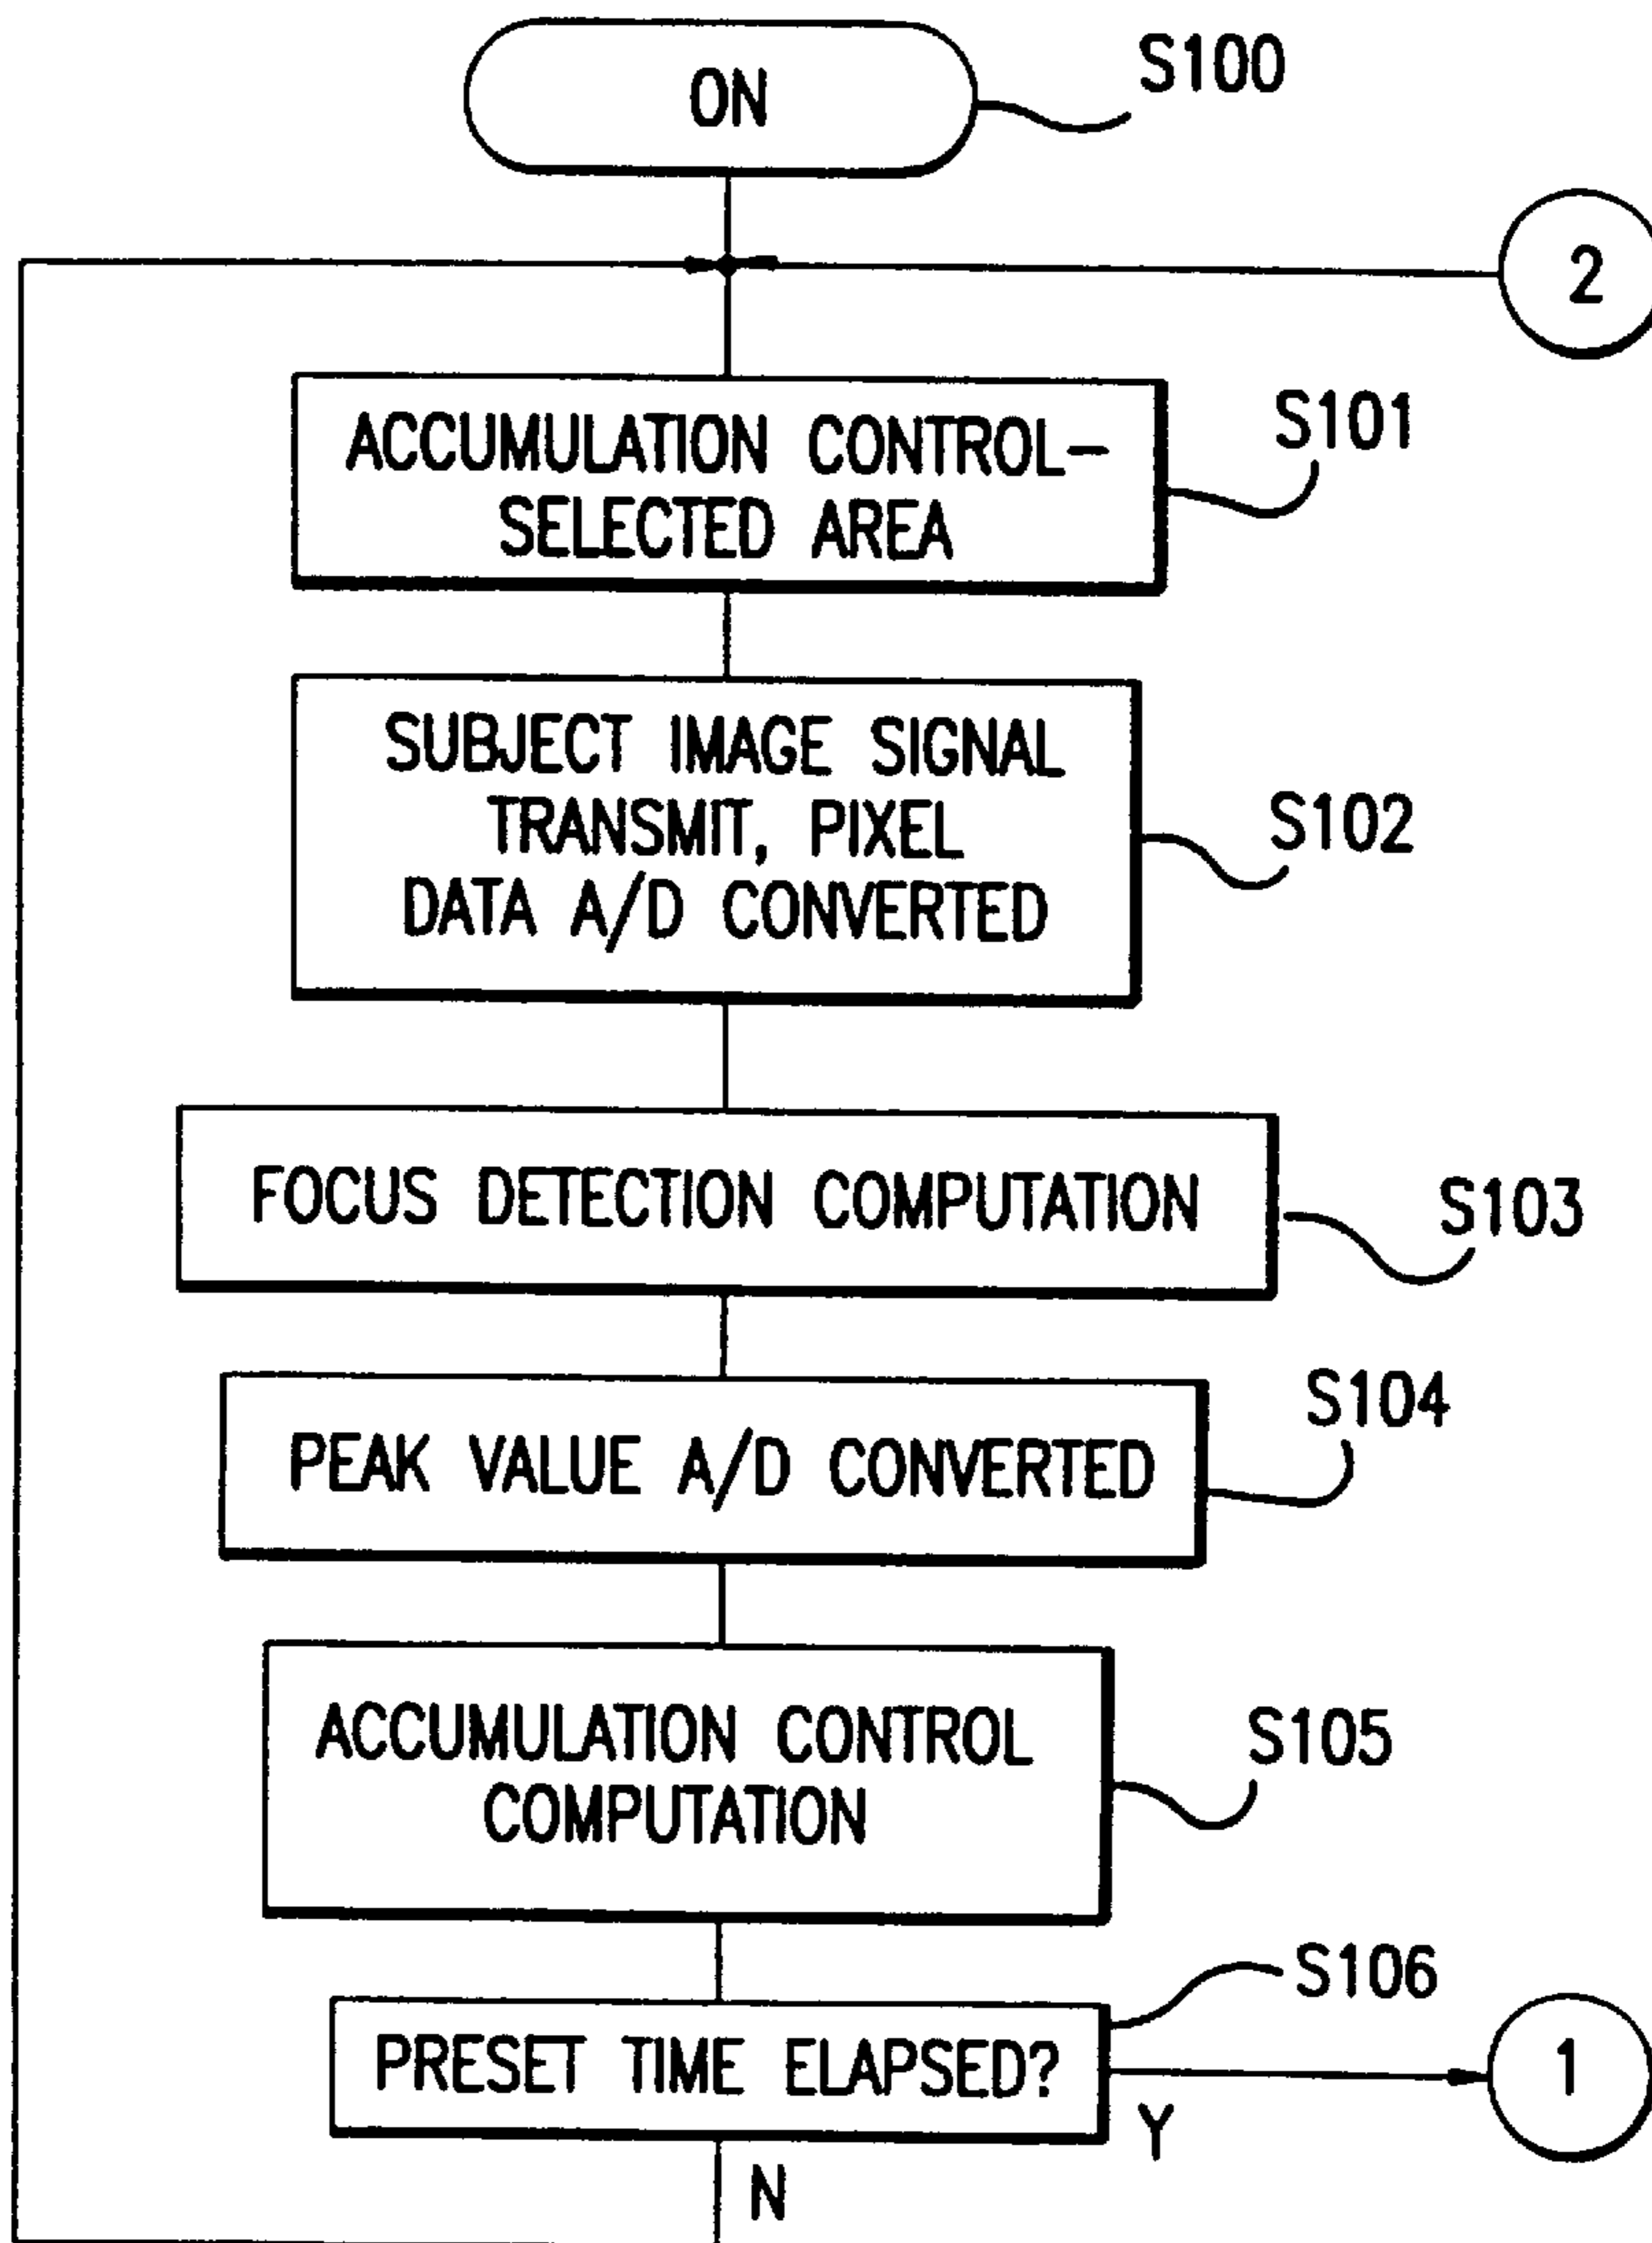 ON
S100
2
ACCUMULATION CONTROL-
SELECTED AREA
S101
SUBJECT IMAGE SIGNAL
TRANSMIT, PIXEL
DATA A/D CONVERTED
S102
FOCUS DETECTION COMPUTATION
S103
PEAK VALUE A/D CONVERTED
S104
ACCUMULATION CONTROL
COMPUTATION
S105
PRESET TIME ELAPSED?
S106
1
Y
N